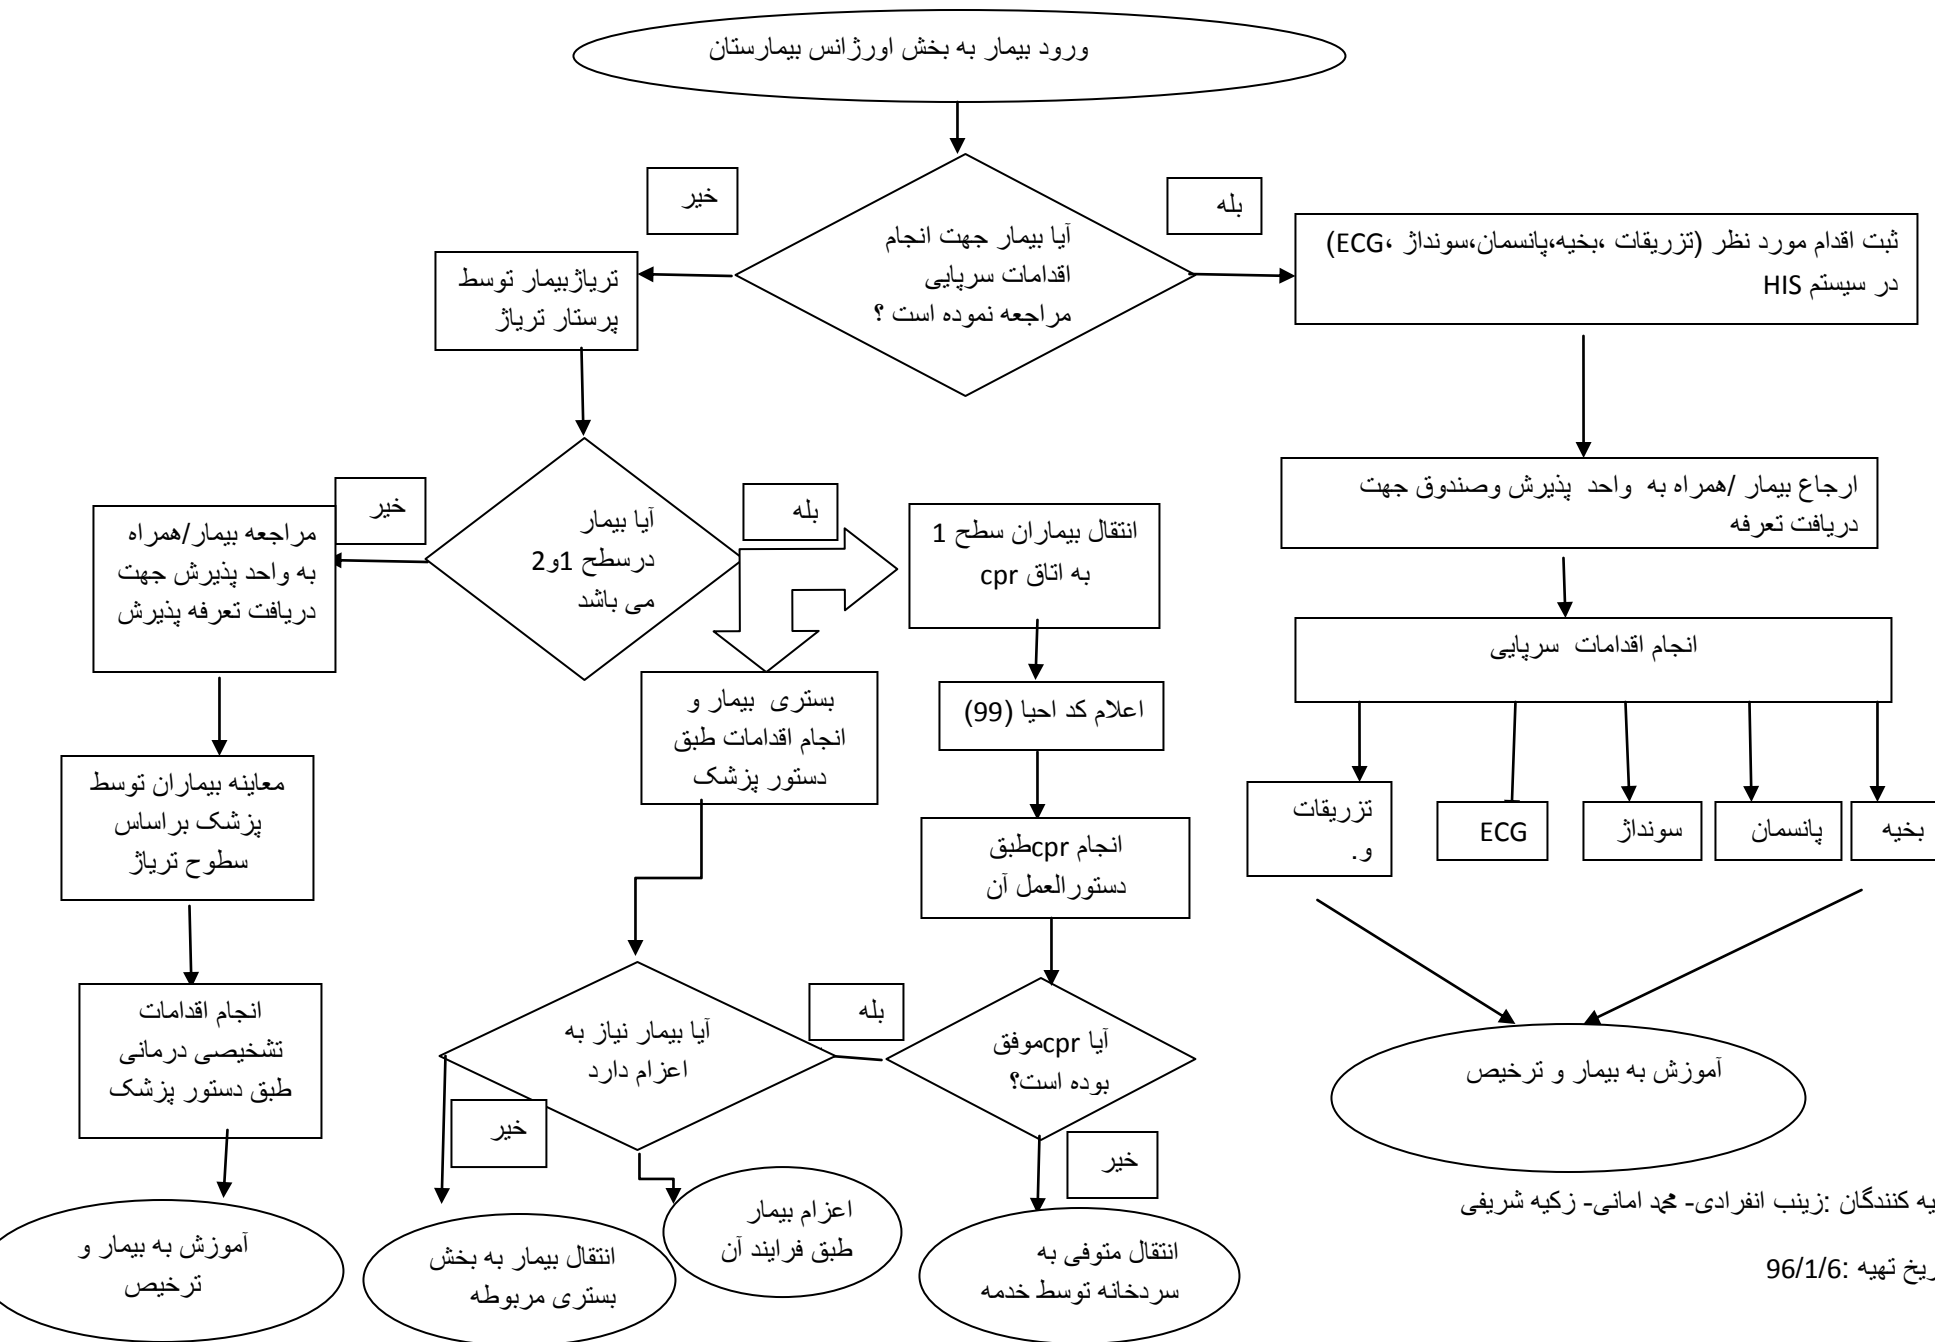 ورود بیمار به بخش اورژانس بیمارستان
آیا بیمار جهت انجام
اقدامات سرپایی
مراجعه نموده است ؟
بله
خیر
ثبت اقدام مورد نظر (تزریقات ،بخیه،پانسمان،سونداژ ،ECG)
در سیستم HIS
تریاژبیمار توسط
پرستار تریاژ
ارجاع بیمار /همراه به واحد پذیرش وصندوق جهت
دریافت تعرفه
آیا بیمار
درسطح 1و2
می باشد
بله
خیر
انتقال بیماران سطح 1
به اتاق cpr
مراجعه بیمار/همراه
به واحد پذیرش جهت
دریافت تعرفه پذیرش
انجام اقدامات سرپایی
اعلام کد احیا (99)
بستری بیمار و
انجام اقدامات طبق
دستور پزشک
معاینه بیماران توسط
پزشک براساس
سطوح تریاژ
بخیه
پانسمان
سونداژ
ECG
تزریقات
و.
انجام cprطبق
دستورالعمل آن
آیا cprموفق
بوده است؟
بله
آیا بیمار نیاز به
اعزام دارد
انجام اقدامات
تشخیصی درمانی
طبق دستور پزشک
آموزش به بیمار و ترخیص
خیر
خیر
انتقال متوفی به
سردخانه توسط خدمه
اعزام بیمار
طبق فرایند آن
انتقال بیمار به بخش
بستری مربوطه
آموزش به بیمار و
ترخیص
یه کنندگان :زینب انفرادی- محمد امانی- زکیه شریفی
ریخ تهیه :96/1/6